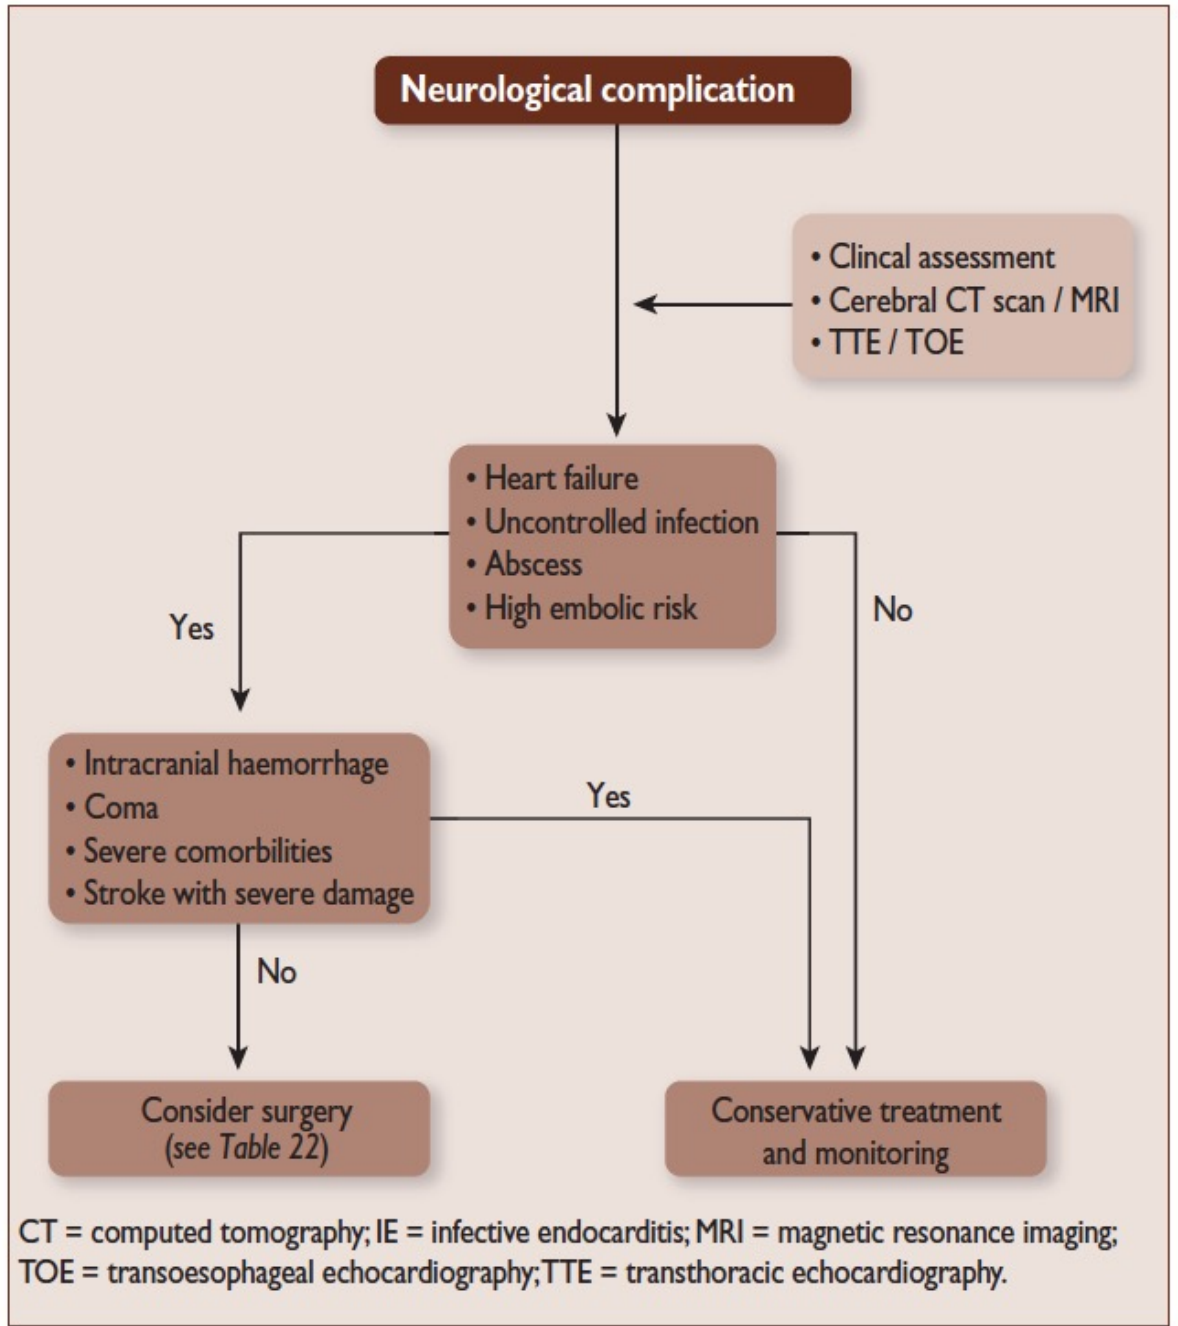 Neurological complication
• Clincal assessment
• Cerebral CT scan / MRI
• TTE / TOE
• Heart failure
• Uncontrolled infection
• Abscess
• High embolic risk
Yes
No
• Intracranial haemorrhage
• Coma
• Severe comorbilities
• Stroke with severe damage
Yes
No
Consider surgery
(see Table 22)
Conservative treatment
and monitoring
CT = computed tomography; IE = infective endocarditis; MRI = magnetic resonance imaging;
TOE = transoesophageal echocardiography; TTE = transthoracic echocardiography.